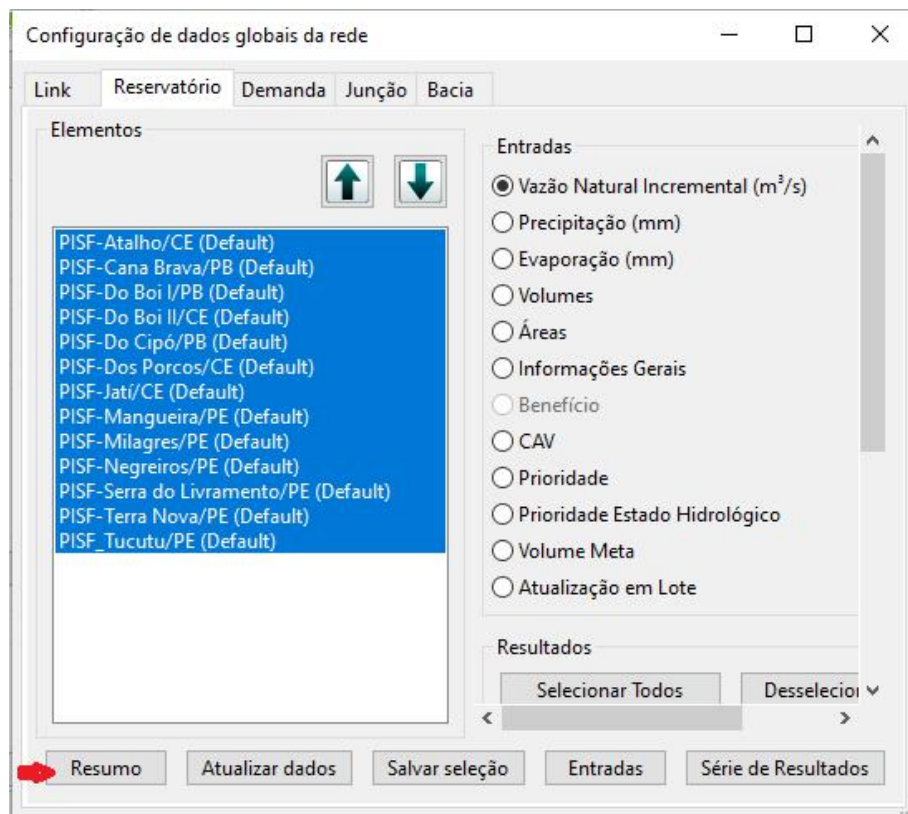 Configuração de dados globais da rede
Link Reservatório Demanda Junção Bacia
Elementos
PISF-Atalho/CE (Default)
PISF-Cana Brava/PB (Default)
PISF-Do Boi I/PB (Default)
PISF-Do Boi II/CE (Default)
PISF-Do Cipó/PB (Default)
PISF-Dos Porcos/CE (Default)
PISF-Jatí/CE (Default)
PISF-Mangueira/PE (Default)
PISF-Milagres/PE (Default)
PISF-Negreiros/PE (Default)
PISF-Serra do Livramento/PE (Default)
PISF-Terra Nova/PE (Default)
PISF_Tucutu/PE (Default)
Entradas
Vazão Natural Incremental (m³/s)
Precipitação (mm)
Evaporação (mm)
Volumes
Áreas
Informações Gerais
Benefício
CAV
Prioridade
Prioridade Estado Hidrológico
Volume Meta
Atualização em Lote
Resultados
Selecionar Todos Desselecio
Resumo Atualizar dados Salvar seleção Entradas Série de Resultados